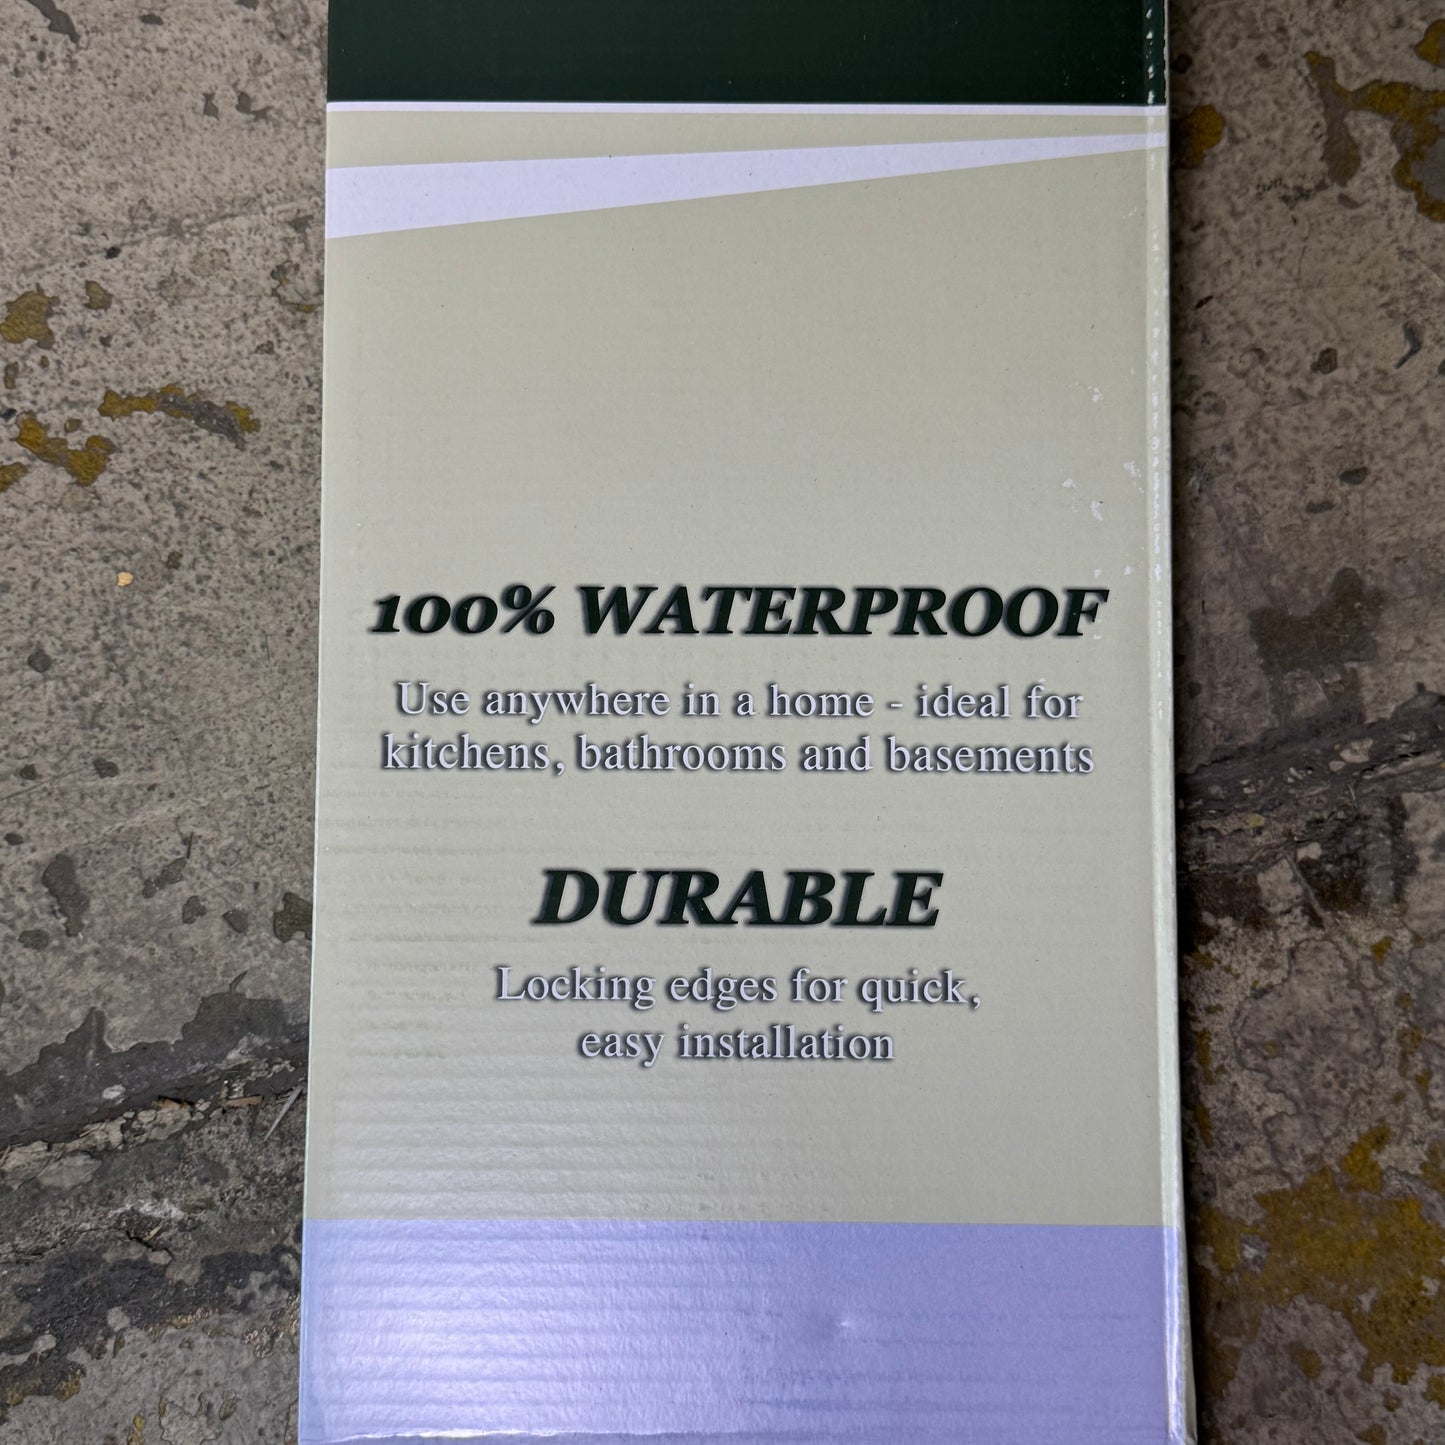 100% WATERPROOF
Use anywhere in a home - ideal for
kitchens, bathrooms and basements
DURABLE
Locking edges for quick,
easy installation